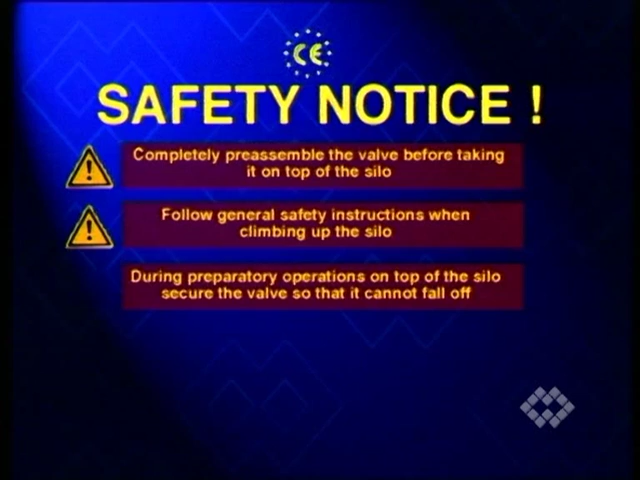 CE
SAFETY NOTICE !
Completely preassemble the valve before taking
it on top of the silo
Follow general safety instructions when
climbing up the silo
During preparatory operations on top of the silo
secure the valve so that it cannot fall off